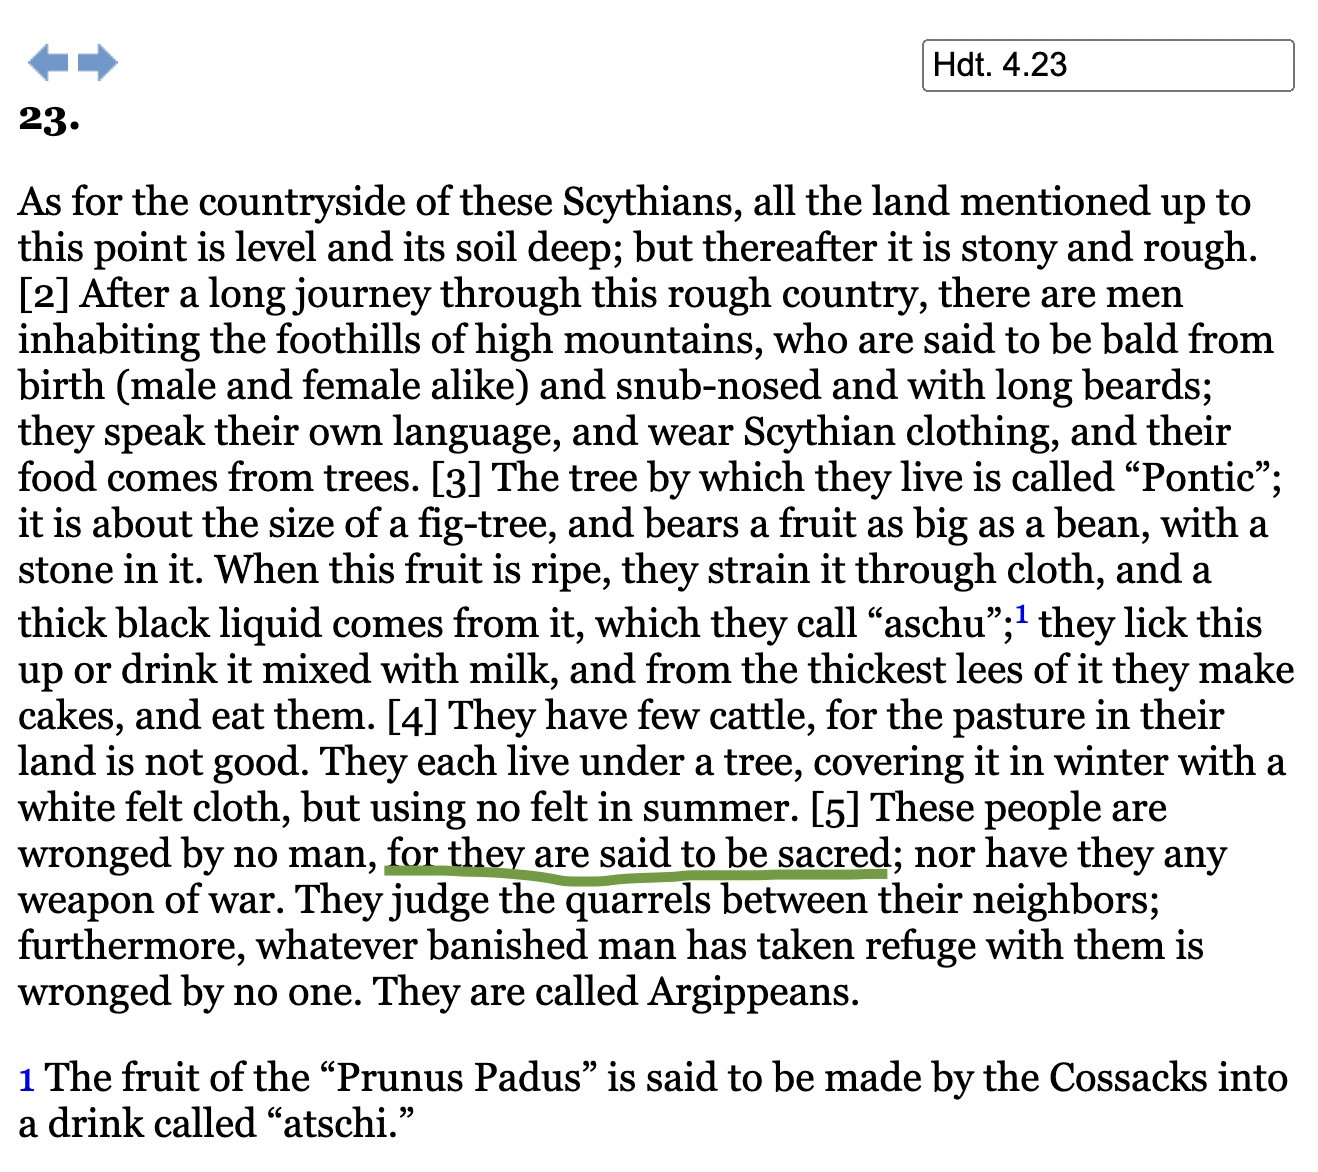 Hdt. 4.23
23.
As for the countryside of these Scythians, all the land mentioned up to
this point is level and its soil deep; but thereafter it is stony and rough.
[2] After a long journey through this rough country, there are men
inhabiting the foothills of high mountains, who are said to be bald from
birth (male and female alike) and snub-nosed and with long beards;
they speak their own language, and wear Scythian clothing, and their
food comes from trees. [3] The tree by which they live is called “Pontic”;
it is about the size of a fig-tree, and bears a fruit as big as a bean, with a
stone in it. When this fruit is ripe, they strain it through cloth, and a
thick black liquid comes from it, which they call “aschu”;1 they lick this
up or drink it mixed with milk, and from the thickest lees of it they make
cakes, and eat them. [4] They have few cattle, for the pasture in their
land is not good. They each live under a tree, covering it in winter with a
white felt cloth, but using no felt in summer. [5] These people are
wronged by no man, for they are said to be sacred; nor have they any
weapon of war. They judge the quarrels between their neighbors;
furthermore, whatever banished man has taken refuge with them is
wronged by no one. They are called Argippeans.
1 The fruit of the “Prunus Padus” is said to be made by the Cossacks into
a drink called “atschi.”